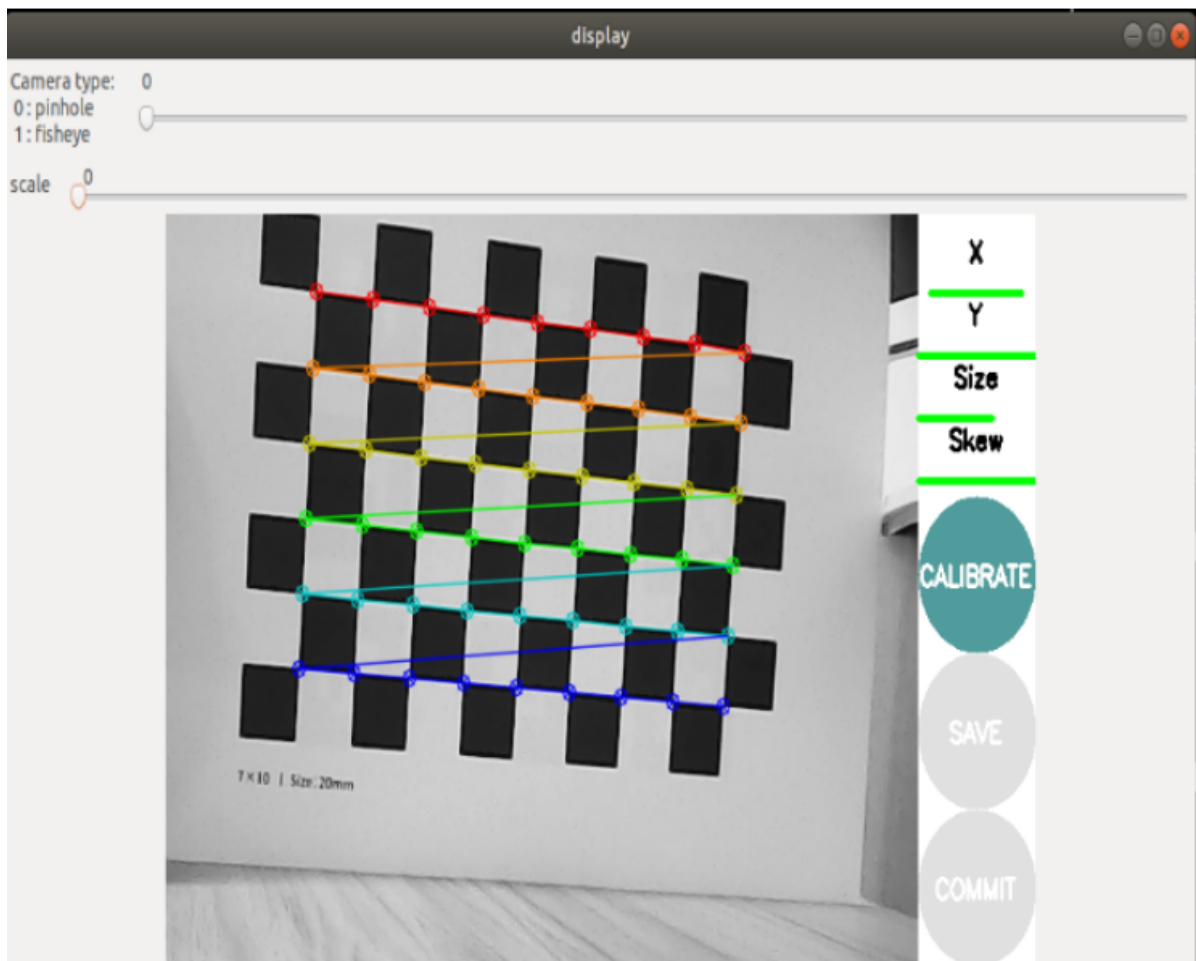 display
Camera type: 0
0 : pinhole
1 : fisheye
scale 0
X
Y
Size
Skew
CALIBRATE
SAVE
COMMIT
7×10 | Size: 20mm